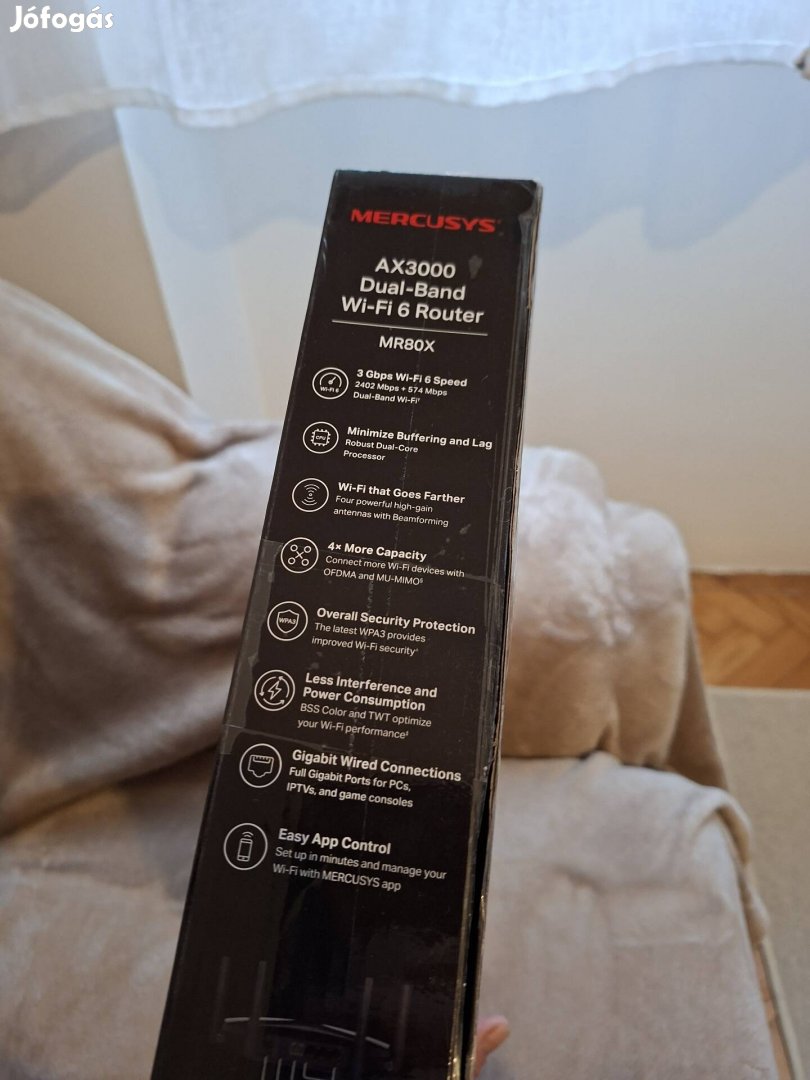 Jófogás
MERCUSYS
AX3000
Dual-Band
Wi-Fi 6 Router
MR80X
Wi-Fi 6
3 Gbps Wi-Fi 6 Speed
2402 Mbps + 574 Mbps
Dual-Band Wi-Fi†
CPU
Minimize Buffering and Lag
Robust Dual-Core
Processor
Wi-Fi that Goes Farther
Four powerful high-gain
antennas with Beamforming
4× More Capacity
Connect more Wi-Fi devices with
OFDMA and MU-MIMO§
WPA3
Overall Security Protection
The latest WPA3 provides
improved Wi-Fi security
Less Interference and
Power Consumption
BSS Color and TWT optimize
your Wi-Fi performance‡
Gigabit Wired Connections
Full Gigabit Ports for PCs,
IPTVs, and game consoles
Easy App Control
Set up in minutes and manage your
Wi-Fi with MERCUSYS app